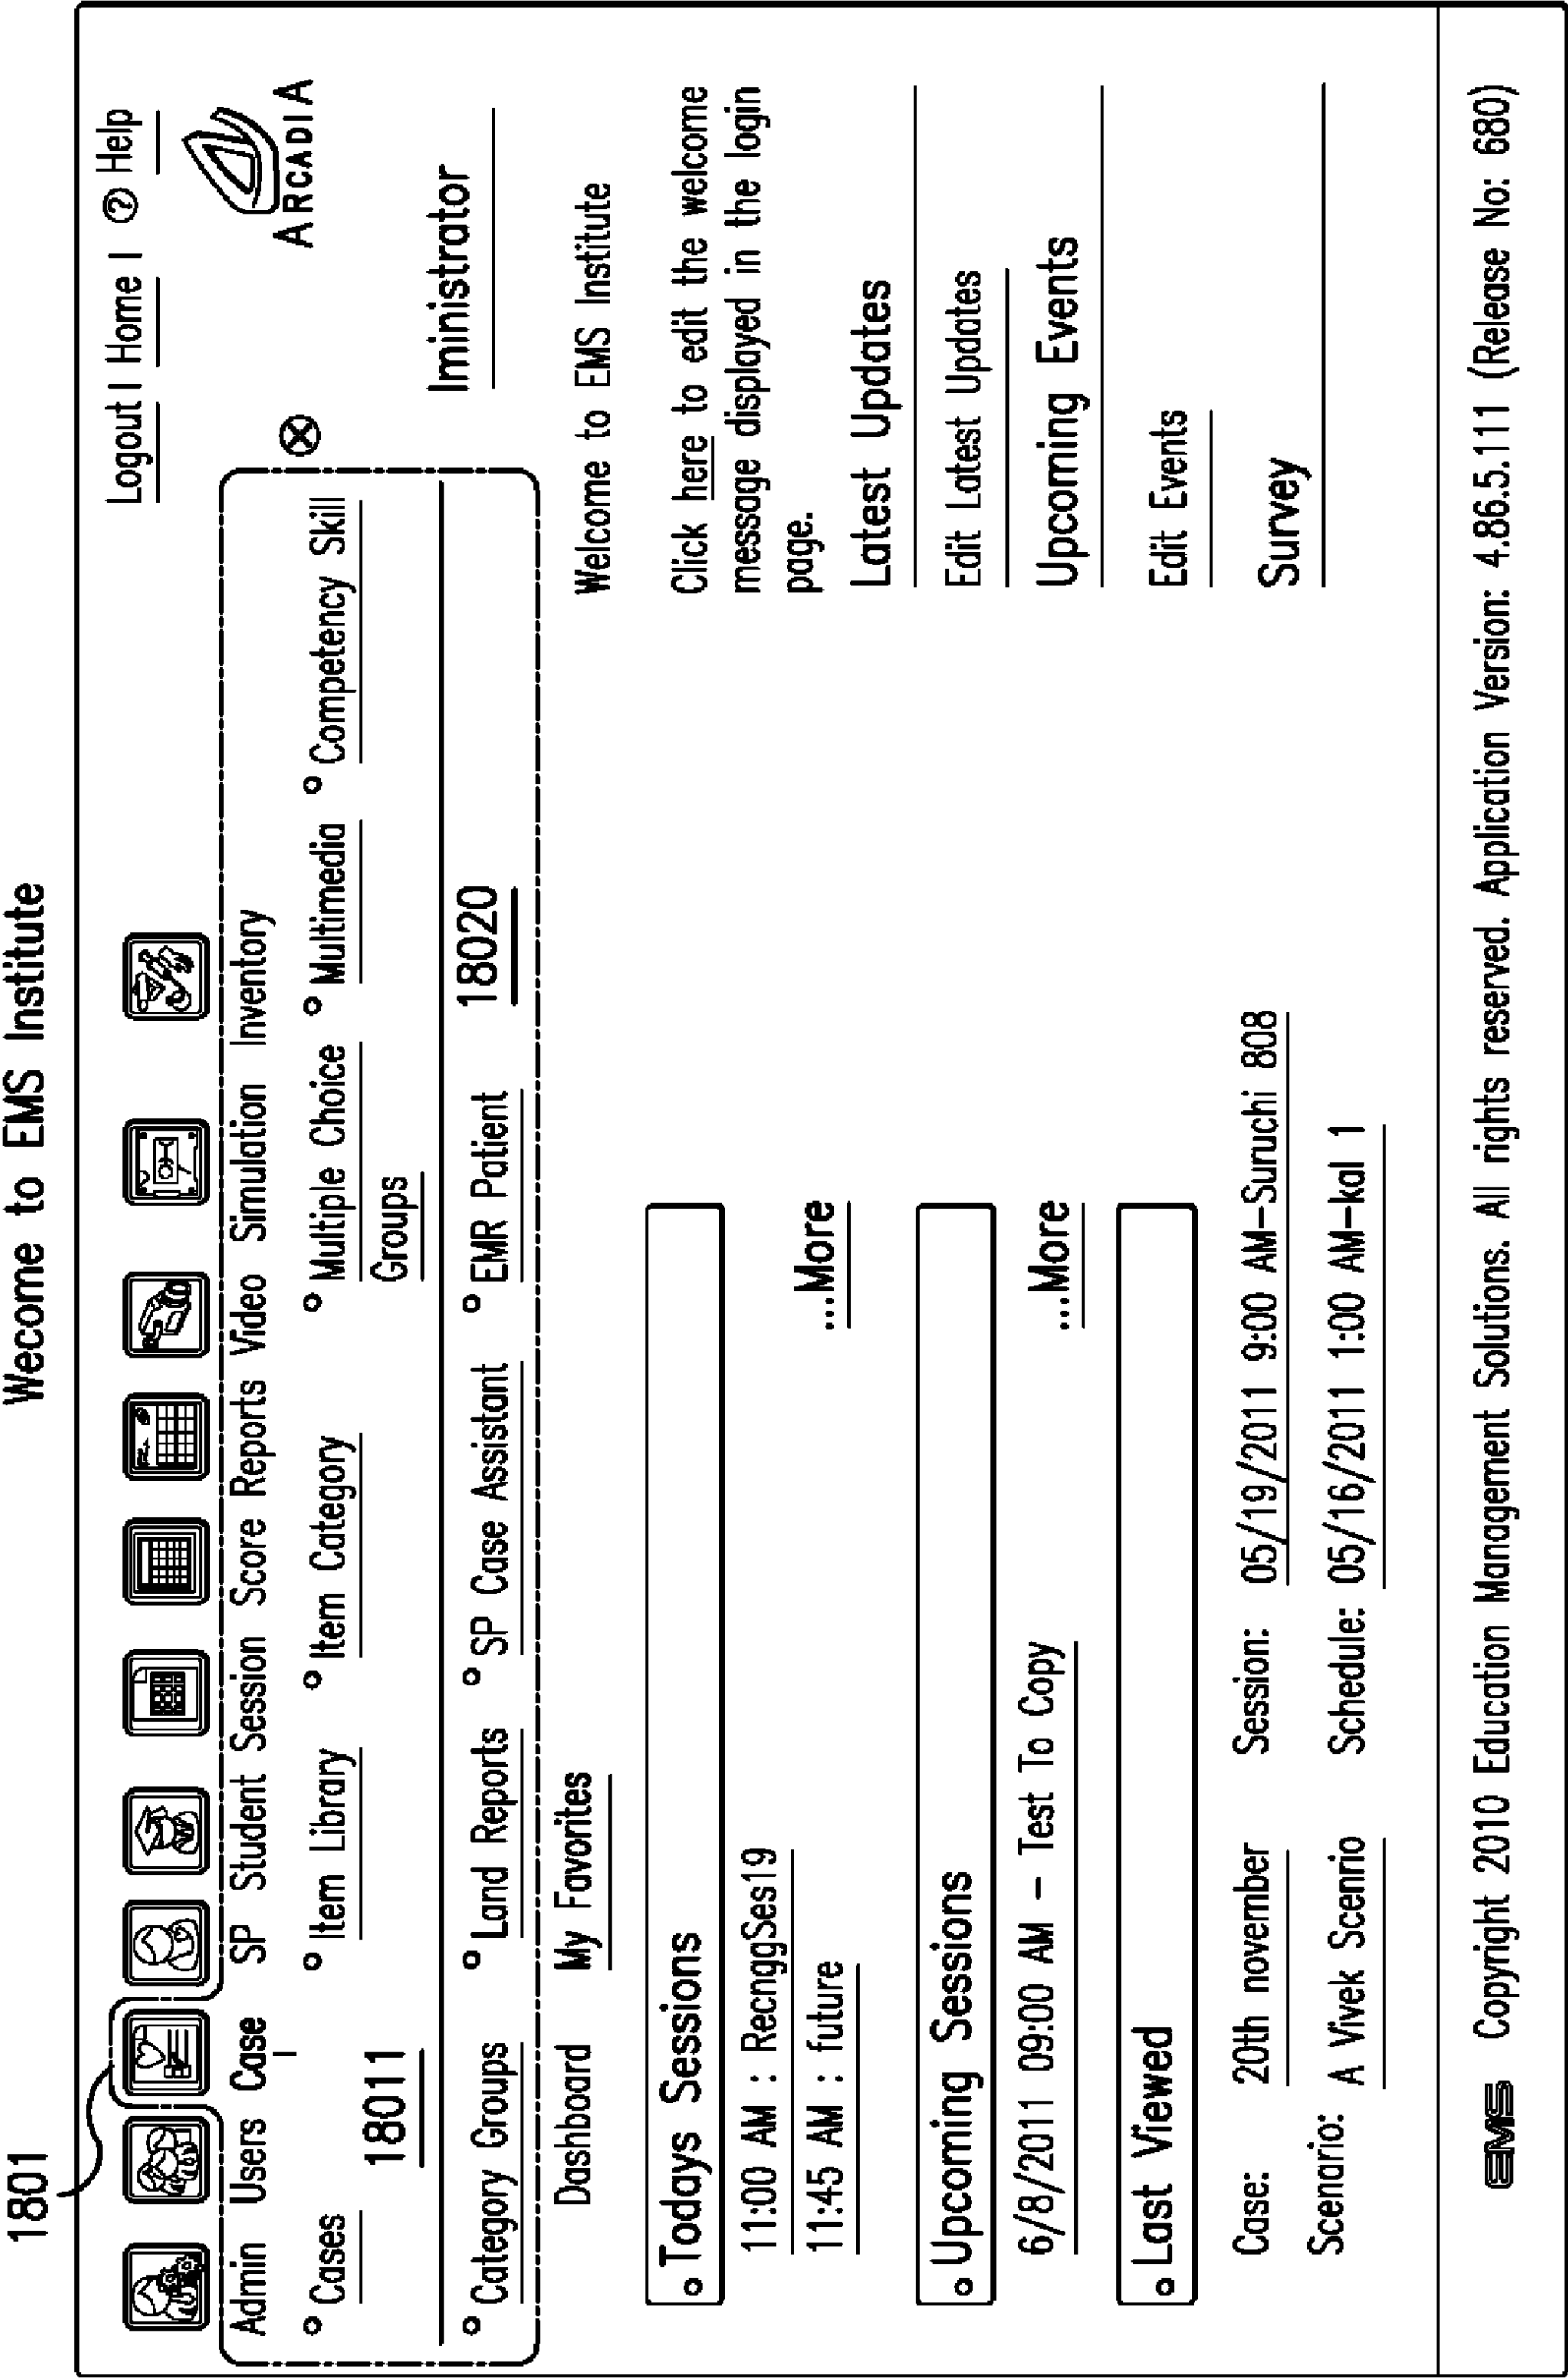 Wecome to EMS Institute
1801
Logout | Home | ? Help
ARCADIA
Admin Users Case SP Student Session Score Reports Video Simulation Inventory
Cases Item Library Item Category Multiple Choice Groups Multimedia Competency Skill
18011
Category Groups Land Reports SP Case Assistant EMR Patient 18020
Iministrator
Dashboard My Favorites
Welcome to EMS Institute
Todays Sessions
11:00 AM : RecnggSes19
11:45 AM : future
...More
Click here to edit the welcome
message displayed in the login
page.
Latest Updates
Upcoming Sessions
Edit Latest Updates
6/8/2011 09:00 AM - Test To Copy
...More
Upcoming Events
Last Viewed
Edit Events
Case: 20th november Session: 05/19/2011 9:00 AM-Suruchi 808
Survey
Scenario: A Vivek Scenrio Schedule: 05/16/2011 1:00 AM-kal 1
EMS Copyright 2010 Education Management Solutions. All rights reserved. Application Version: 4.86.5.111 (Release No: 680)